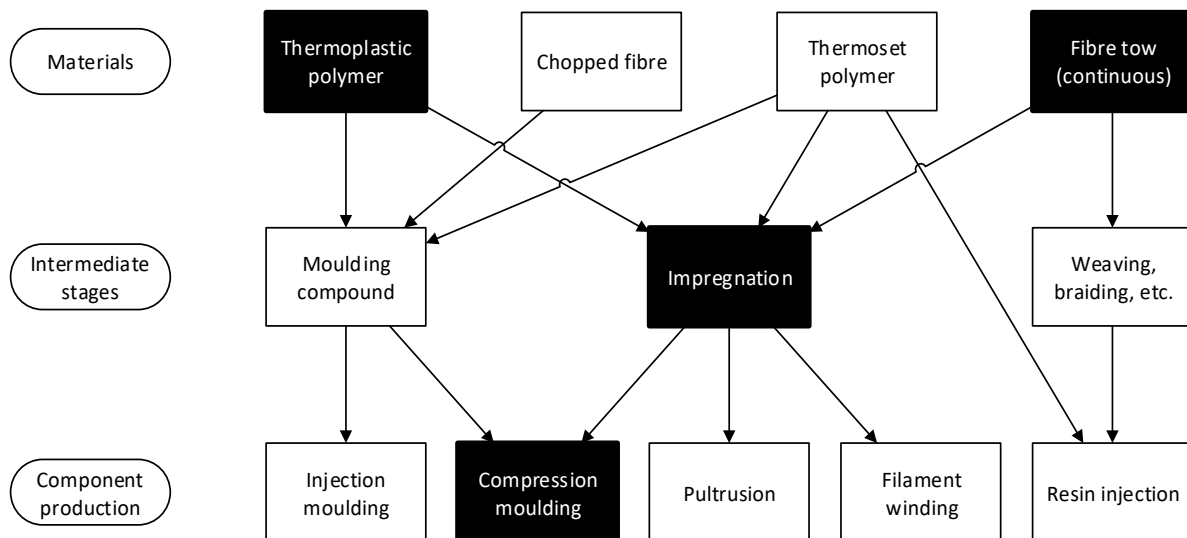 Materials
Thermoplastic
polymer
Chopped fibre
Thermoset
polymer
Fibre tow
(continuous)
Intermediate
stages
Moulding
compound
Impregnation
Weaving,
braiding, etc.
Component
production
Injection
moulding
Compression
moulding
Pultrusion
Filament
winding
Resin injection